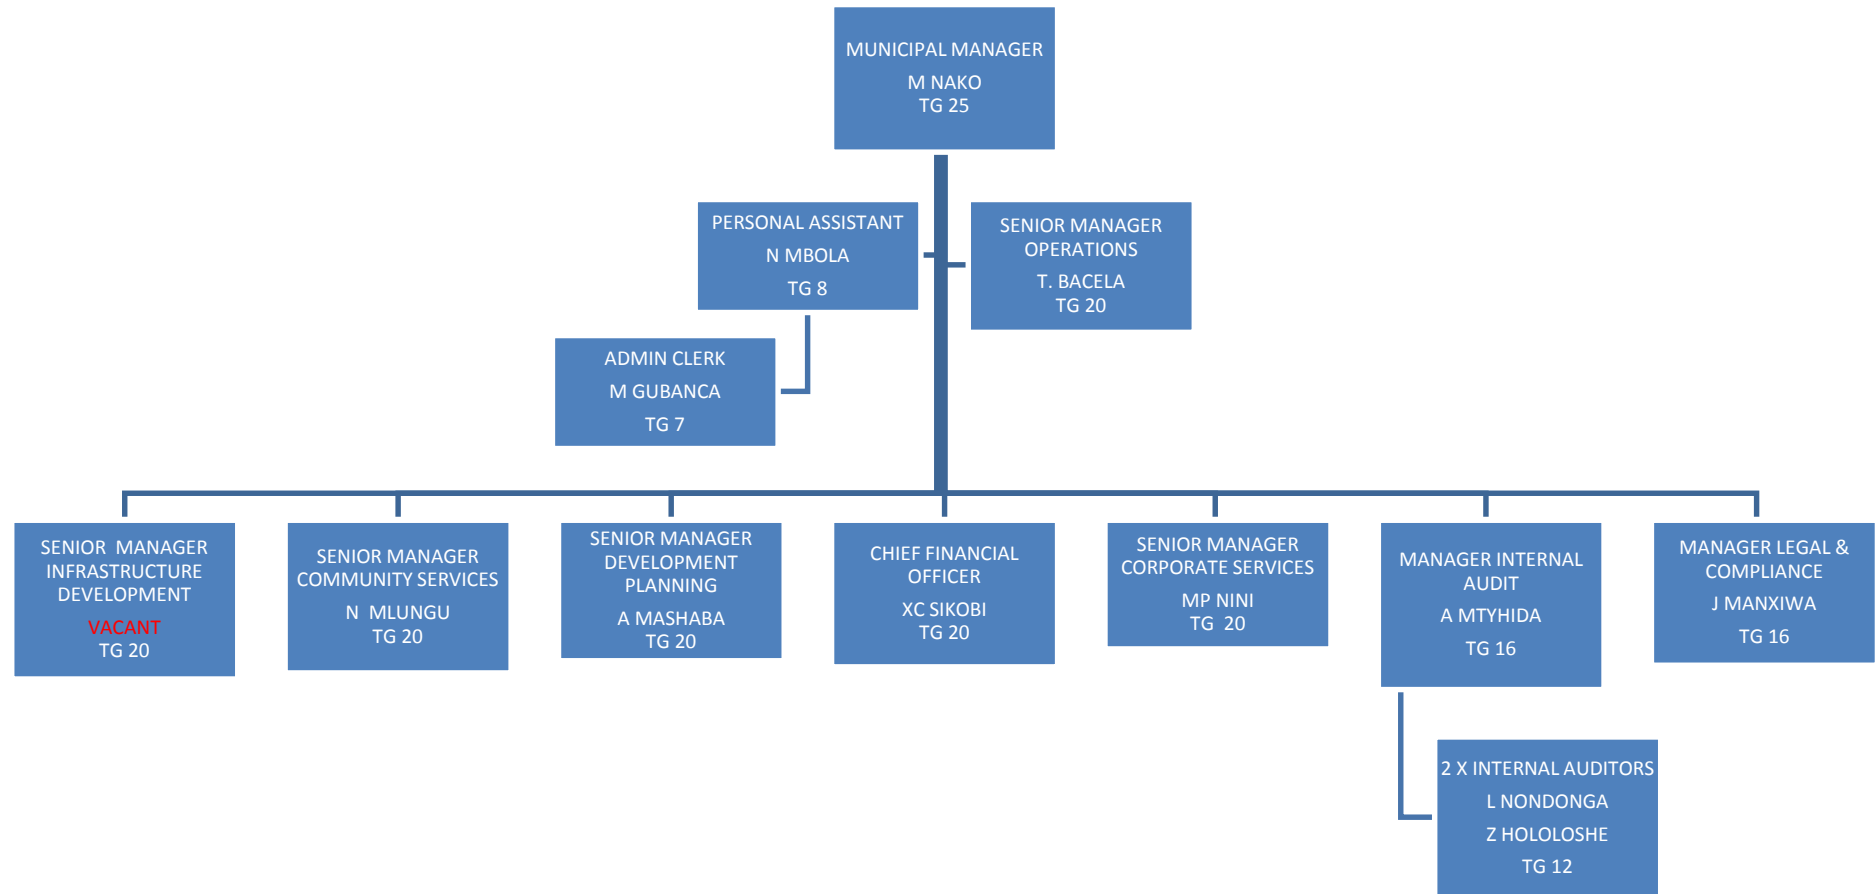 MUNICIPAL MANAGER
M NAKO
TG 25
PERSONAL ASSISTANT
N MBOLA
TG 8
SENIOR MANAGER
OPERATIONS
T. BACELA
TG 20
ADMIN CLERK
M GUBANCA
TG 7
SENIOR  MANAGER
INFRASTRUCTURE
DEVELOPMENT
VACANT
TG 20
SENIOR MANAGER
COMMUNITY SERVICES
N  MLUNGU
TG 20
SENIOR MANAGER
DEVELOPMENT
PLANNING
A MASHABA
TG 20
CHIEF FINANCIAL
OFFICER
XC SIKOBI
TG 20
SENIOR MANAGER
CORPORATE SERVICES
MP NINI
TG  20
MANAGER INTERNAL
AUDIT
A MTYHIDA
TG 16
MANAGER LEGAL &
COMPLIANCE
J MANXIWA
TG 16
2 X INTERNAL AUDITORS
L NONDONGA
Z HOLOLOSHE
TG 12